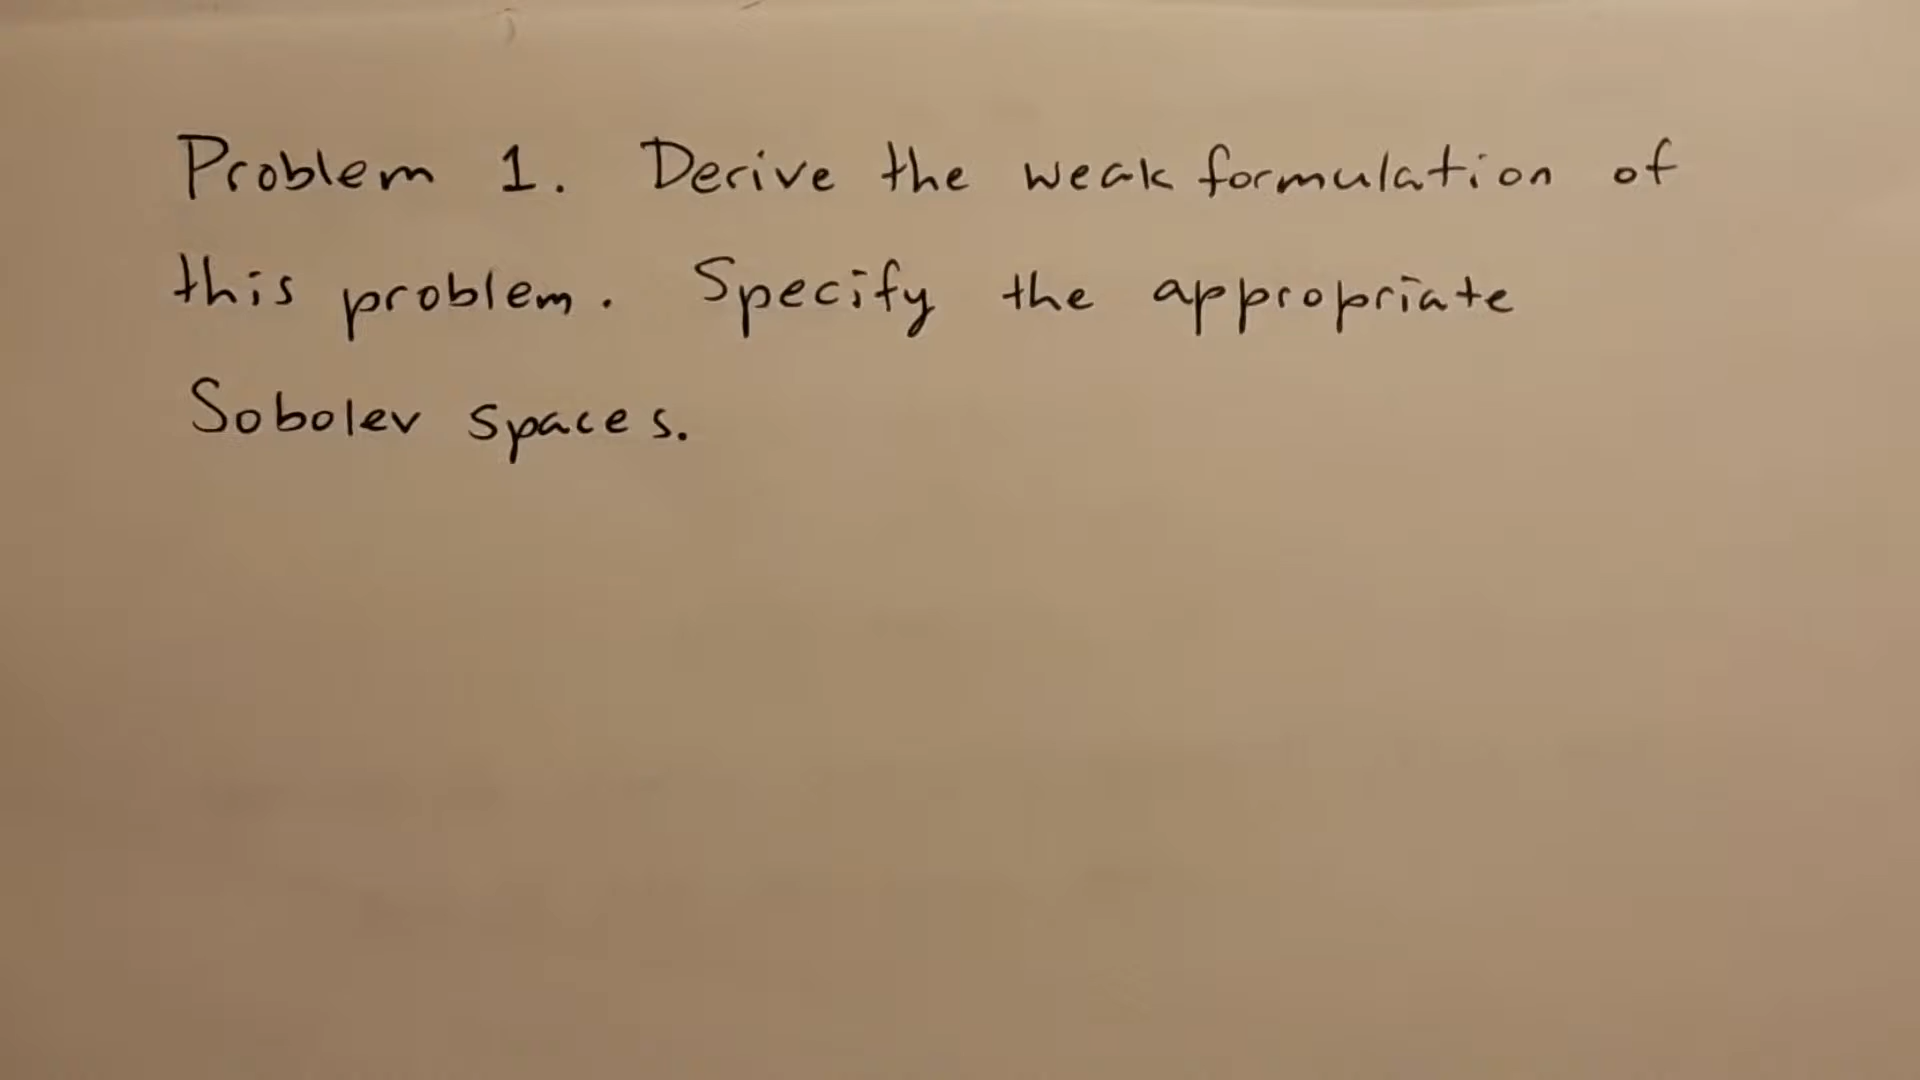 Problem 1. Derive the weak formulation of
this problem. Specify the appropriate
Sobolev spaces.